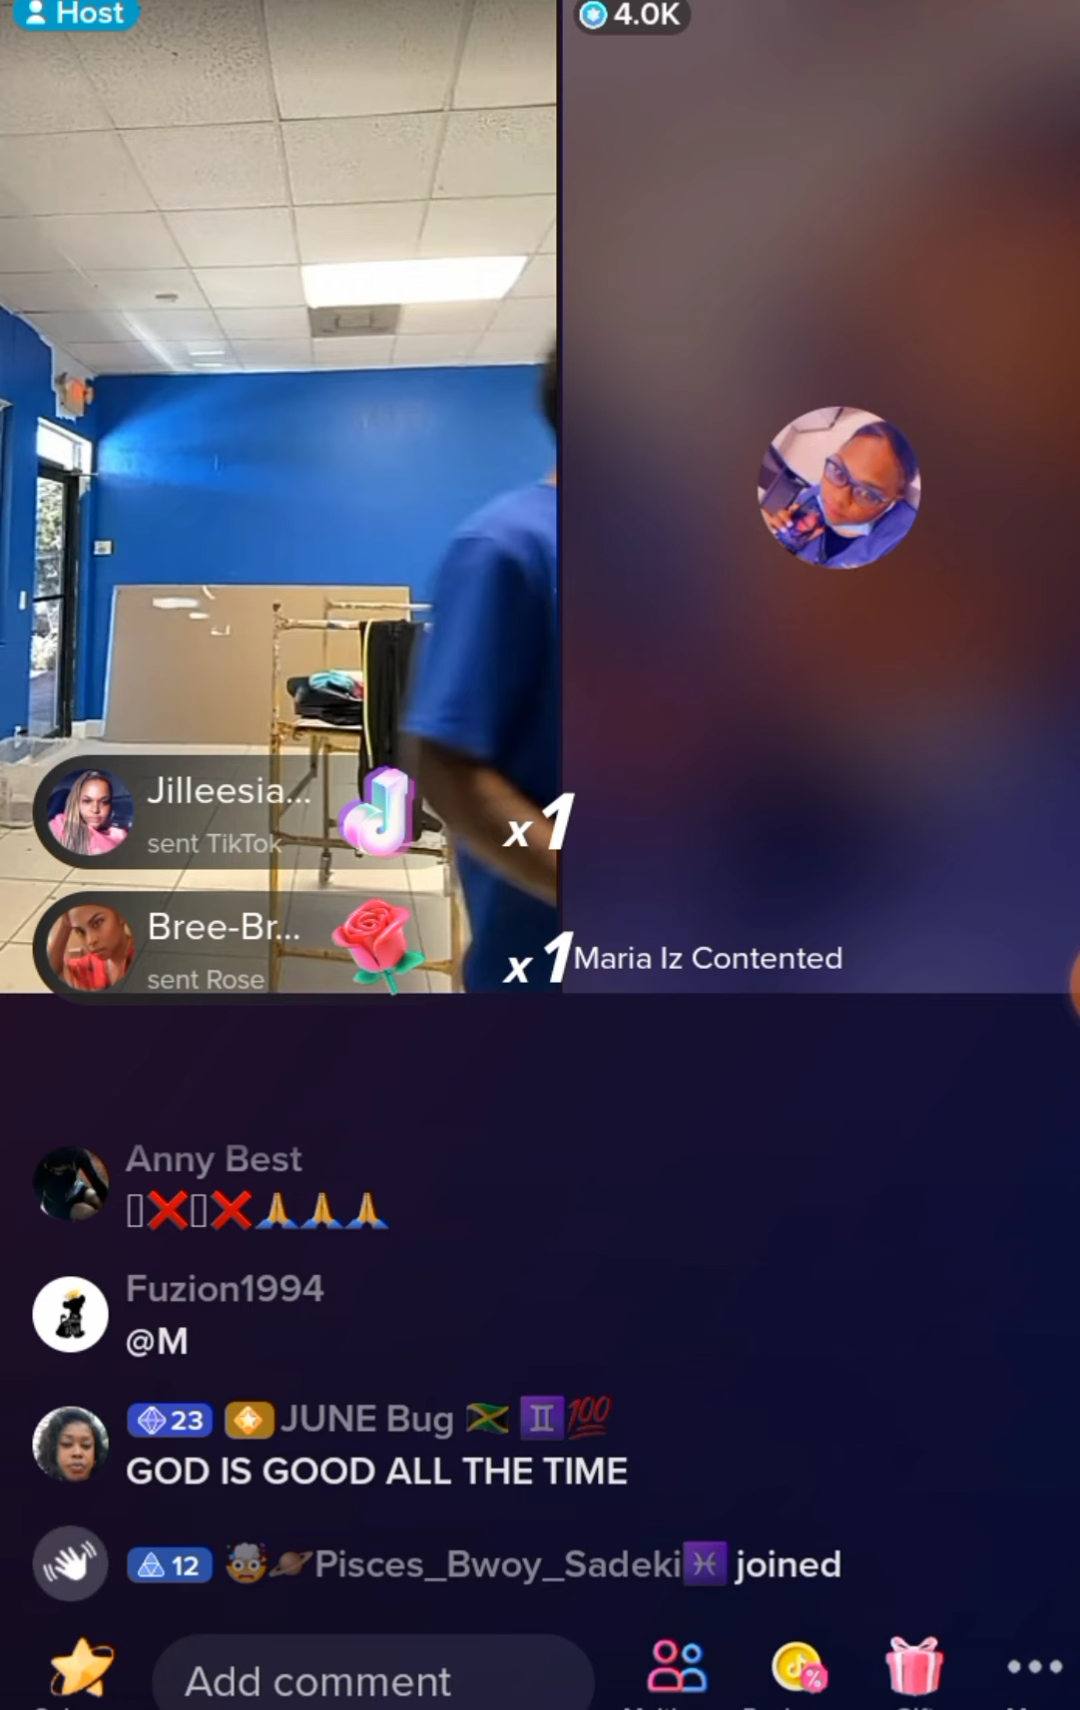 Host
4.0K
Jilleesia...
sent TikTok
x1
Bree-Br...
sent Rose
x1
Maria Iz Contented
Anny Best
❌❌🙏🙏🙏
Fuzion1994
@M
23 JUNE Bug 🇯🇲 ♊💯
GOD IS GOOD ALL THE TIME
12 🤯🪐Pisces_Bwoy_Sadeki♓ joined
Add comment